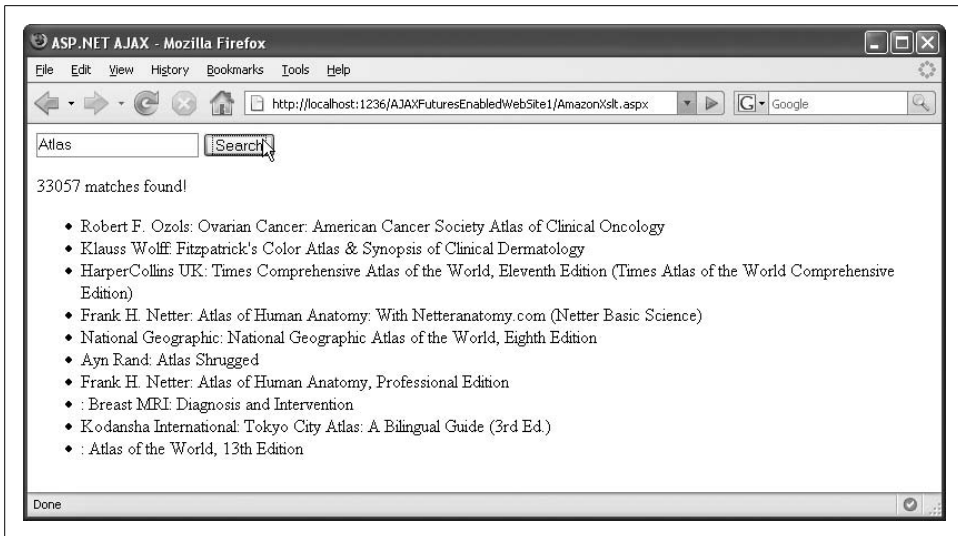 ASP.NET AJAX - Mozilla Firefox
File Edit View History Bookmarks Tools Help
http://localhost:1236/AJAXFuturesEnabledWebSite1/AmazonXslt.aspx
G Google
Atlas Search
33057 matches found!
• Robert F. Ozols: Ovarian Cancer: American Cancer Society Atlas of Clinical Oncology
• Klauss Wolff: Fitzpatrick's Color Atlas & Synopsis of Clinical Dermatology
• HarperCollins UK: Times Comprehensive Atlas of the World, Eleventh Edition (Times Atlas of the World Comprehensive
Edition)
• Frank H. Netter: Atlas of Human Anatomy: With Netteranatomy.com (Netter Basic Science)
• National Geographic: National Geographic Atlas of the World, Eighth Edition
• Ayn Rand: Atlas Shrugged
• Frank H. Netter: Atlas of Human Anatomy, Professional Edition
• : Breast MRI: Diagnosis and Intervention
• Kodansha International: Tokyo City Atlas: A Bilingual Guide (3rd Ed.)
• : Atlas of the World, 13th Edition
Done